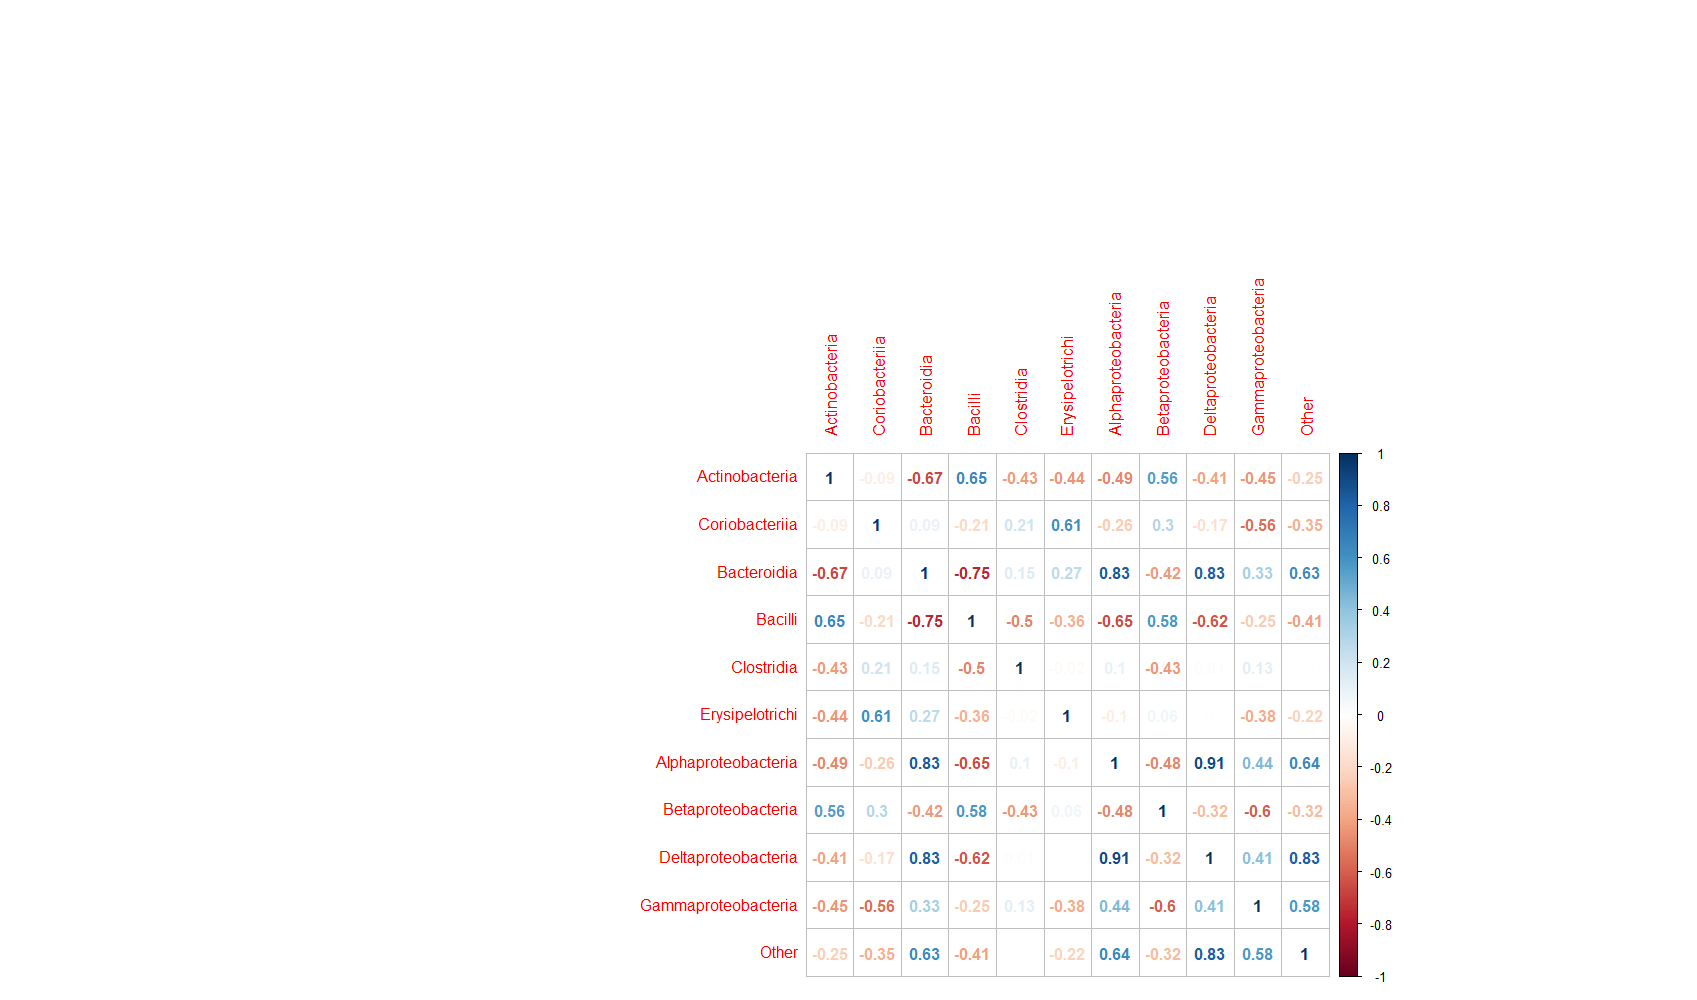 Actinobacteria Coriobacteriia Bacteroidia Bacilli Clostridia Erysipelotrichi Alphaproteobacteria Betaproteobacteria Deltaproteobacteria Gammaproteobacteria Other
Actinobacteria 1 -0.09 -0.67 0.65 -0.43 -0.44 -0.49 0.56 -0.41 -0.45 -0.25
Coriobacteriia -0.09 1 0.09 -0.21 0.21 0.61 -0.26 0.3 -0.17 -0.56 -0.35
Bacteroidia -0.67 0.09 1 -0.75 0.15 0.27 0.83 -0.42 0.83 0.33 0.63
Bacilli 0.65 -0.21 -0.75 1 -0.5 -0.36 -0.65 0.58 -0.62 -0.25 -0.41
Clostridia -0.43 0.21 0.15 -0.5 1 -0.02 0.1 -0.43 0.13
Erysipelotrichi -0.44 0.61 0.27 -0.36 -0.02 1 -0.1 0.06 -0.38 -0.22
Alphaproteobacteria -0.49 -0.26 0.83 -0.65 0.1 -0.1 1 -0.48 0.91 0.44 0.64
Betaproteobacteria 0.56 0.3 -0.42 0.58 -0.43 0.06 -0.48 1 -0.32 -0.6 -0.32
Deltaproteobacteria -0.41 -0.17 0.83 -0.62 0.91 -0.32 1 0.41 0.83
Gammaproteobacteria -0.45 -0.56 0.33 -0.25 0.13 -0.38 0.44 -0.6 0.41 1 0.58
Other -0.25 -0.35 0.63 -0.41 -0.22 0.64 -0.32 0.83 0.58 1
1
0.8
0.6
0.4
0.2
0
-0.2
-0.4
-0.6
-0.8
-1